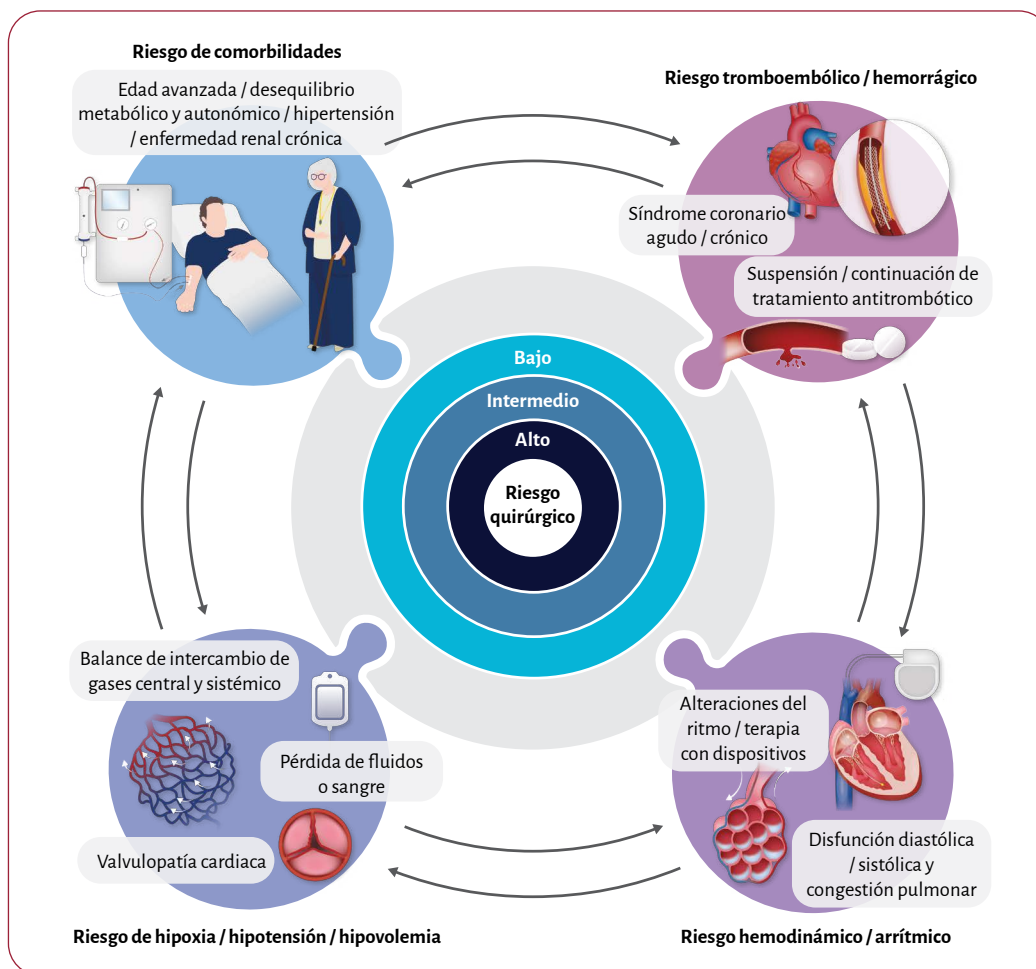 Riesgo de comorbilidades
Edad avanzada / desequilibrio
metabólico y autonómico / hipertensión
/ enfermedad renal crónica
Riesgo tromboembólico / hemorrágico
Síndrome coronario
agudo / crónico
Suspensión / continuación de
tratamiento antitrombótico
Bajo
Intermedio
Alto
Riesgo
quirúrgico
Balance de intercambio de
gases central y sistémico
Pérdida de fluidos
o sangre
Valvulopatía cardiaca
Riesgo de hipoxia / hipotensión / hipovolemia
Alteraciones del
ritmo / terapia
con dispositivos
Disfunción diastólica
/ sistólica y
congestión pulmonar
Riesgo hemodinámico / arrítmico